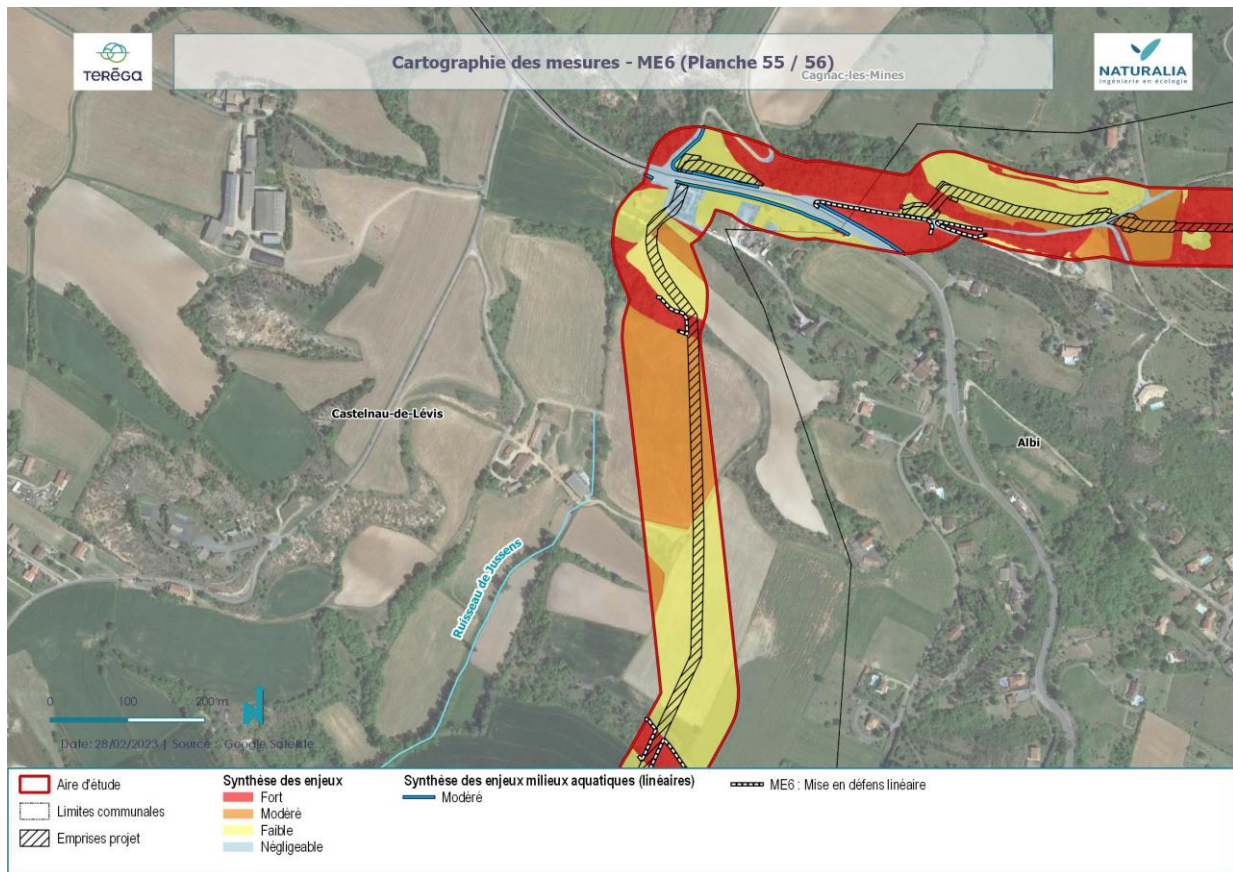 TERĒGA
Cartographie des mesures - ME6 (Planche 55 / 56)
Cagnac-les-Mines
NATURALIA
Ingénierie en écologie
Castelnau-de-Lévis
Albi
Ruisseau de Jussens
0 100 200 m
Date: 28/02/2023 | Source : Google Satellite
Aire d'étude
Limites communales
Emprises projet
Synthèse des enjeux
Fort
Modéré
Faible
Négligeable
Synthèse des enjeux milieux aquatiques (linéaires)
Modéré
ME6 : Mise en défens linéaire